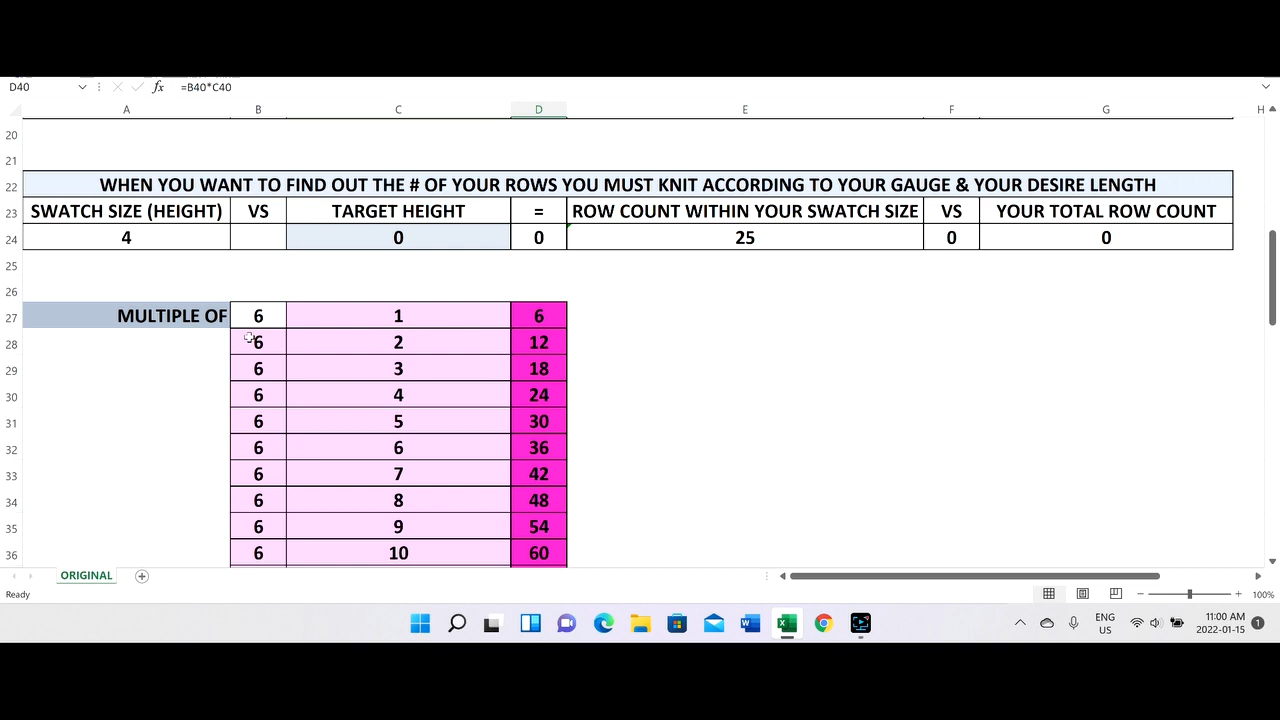 D40 fx =B40*C40
A B C D E F G H
20
21
22 WHEN YOU WANT TO FIND OUT THE # OF YOUR ROWS YOU MUST KNIT ACCORDING TO YOUR GAUGE & YOUR DESIRE LENGTH
23 SWATCH SIZE (HEIGHT) VS TARGET HEIGHT = ROW COUNT WITHIN YOUR SWATCH SIZE VS YOUR TOTAL ROW COUNT
24 4 0 0 25 0 0
25
26
27 MULTIPLE OF 6 1 6
28 6 2 12
29 6 3 18
30 6 4 24
31 6 5 30
32 6 6 36
33 6 7 42
34 6 8 48
35 6 9 54
36 6 10 60
ORIGINAL
Ready 100%
ENG 11:00 AM
US 2022-01-15 1